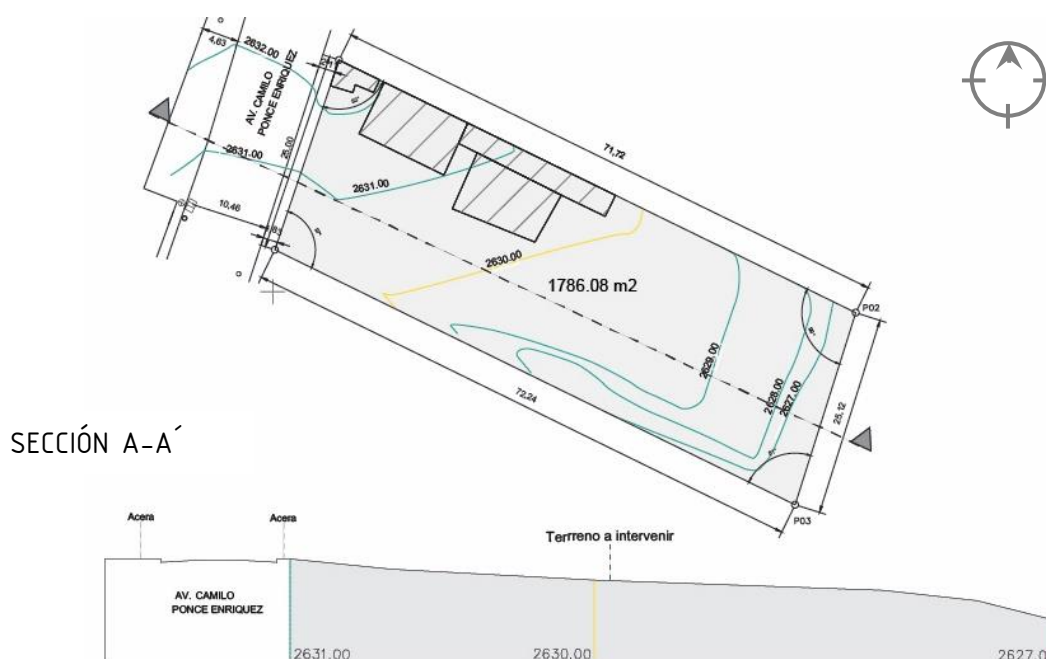 4,63
2632.00
AV. CAMILO
PONCE ENRIQUEZ
2631.00
25,00
10,46
71,72
2631.00
2630.00
1786.08 m2
P02
2629.00
2628.00
2627.00
25,12
72,24
P03
SECCIÓN A-A´
Acera
Acera
Terrreno a intervenir
AV. CAMILO
PONCE ENRIQUEZ
2631.00
2630.00
2627.0